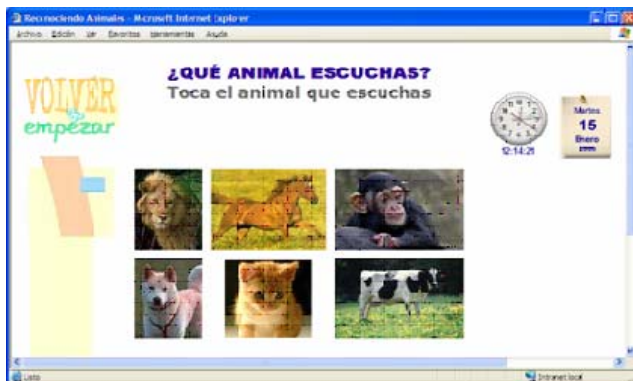 Reconociendo Animales - Microsoft Internet Explorer
Archivo Edición Ver Favoritos Herramientas Ayuda
¿QUÉ ANIMAL ESCUCHAS?
Toca el animal que escuchas
VOLVER
empezar
Martes
15
Enero
12:14:21
Listo
Intranet local